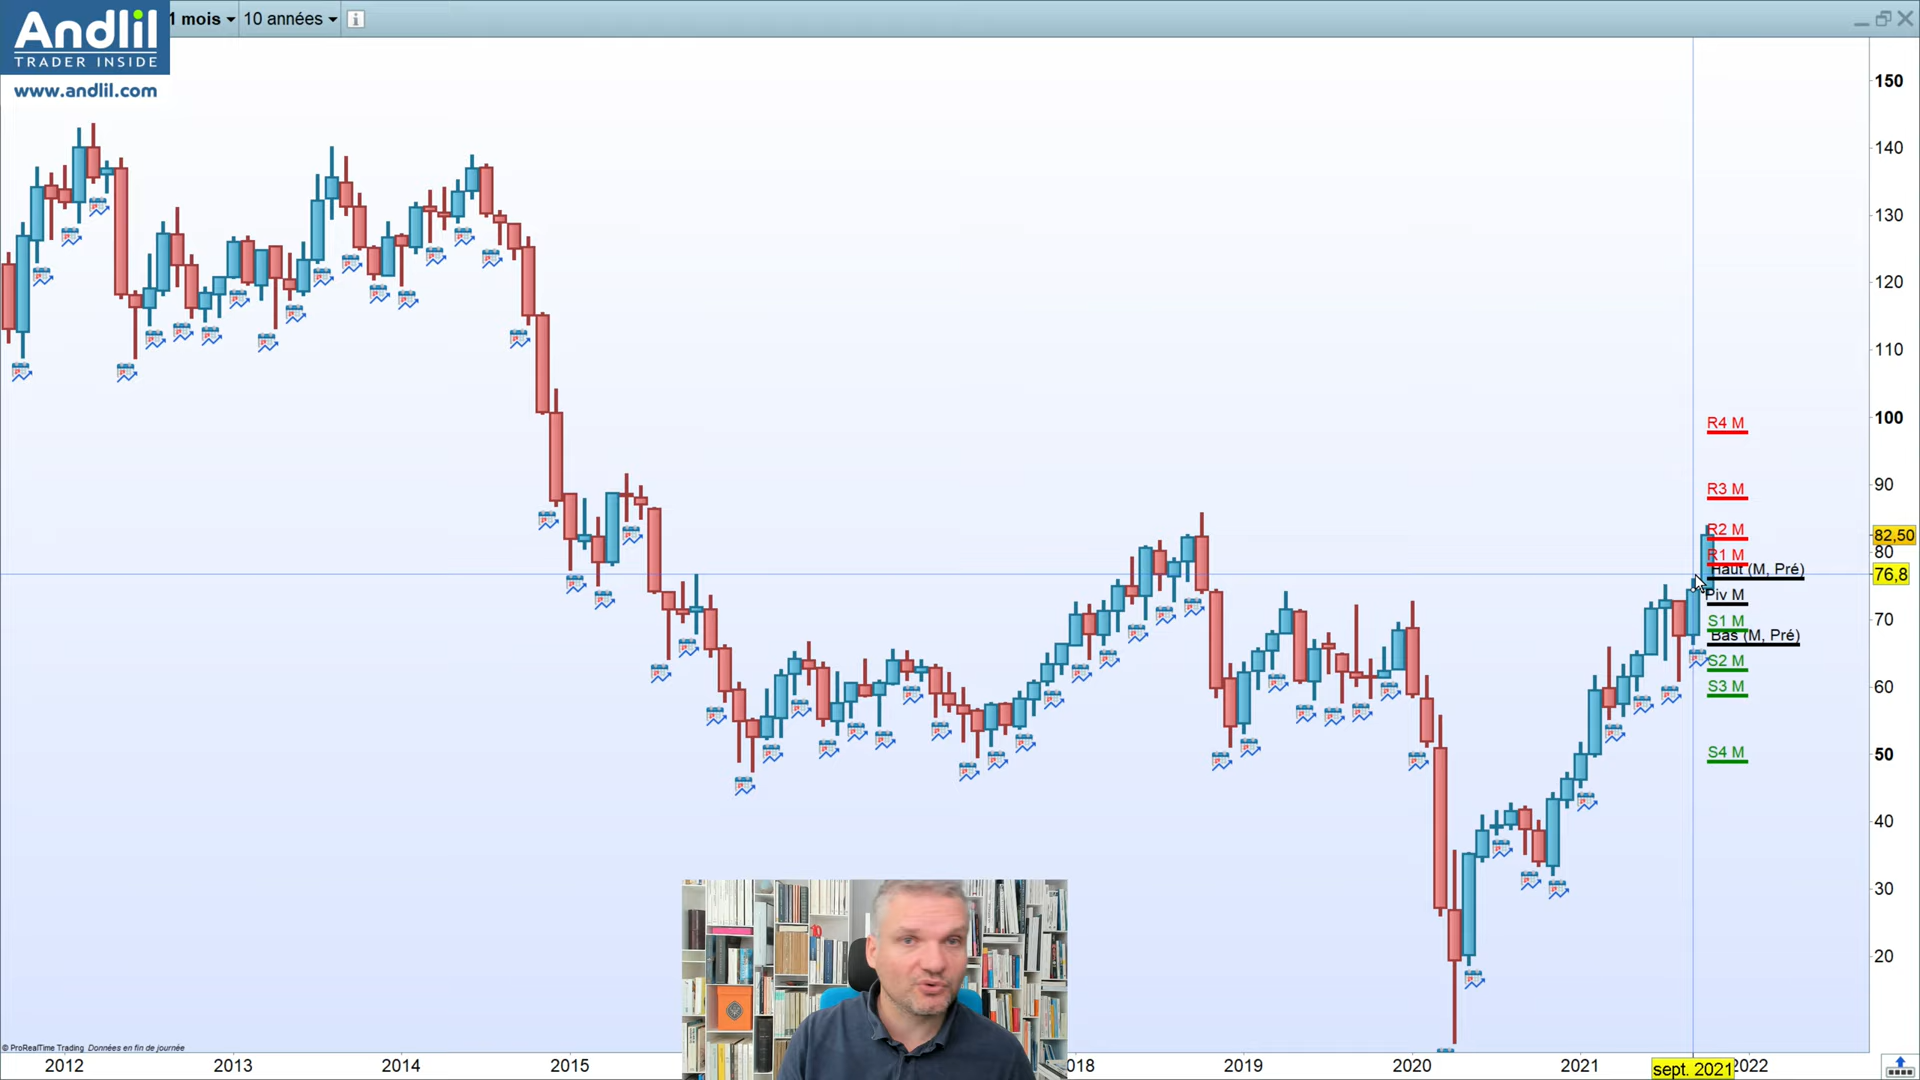 Andlil
TRADER INSIDE
www.andlil.com
1 mois
10 années
150
140
130
120
110
100
90
82,50
80
76,8
70
60
50
40
30
20
R4 M
R3 M
R2 M
R1 M
Haut (M, Pré)
Piv M
S1 M
Bas (M, Pré)
S2 M
S3 M
S4 M
© ProRealTime Trading Données en fin de journée
2012
2013
2014
2015
018
2019
2020
2021
sept. 2021
2022